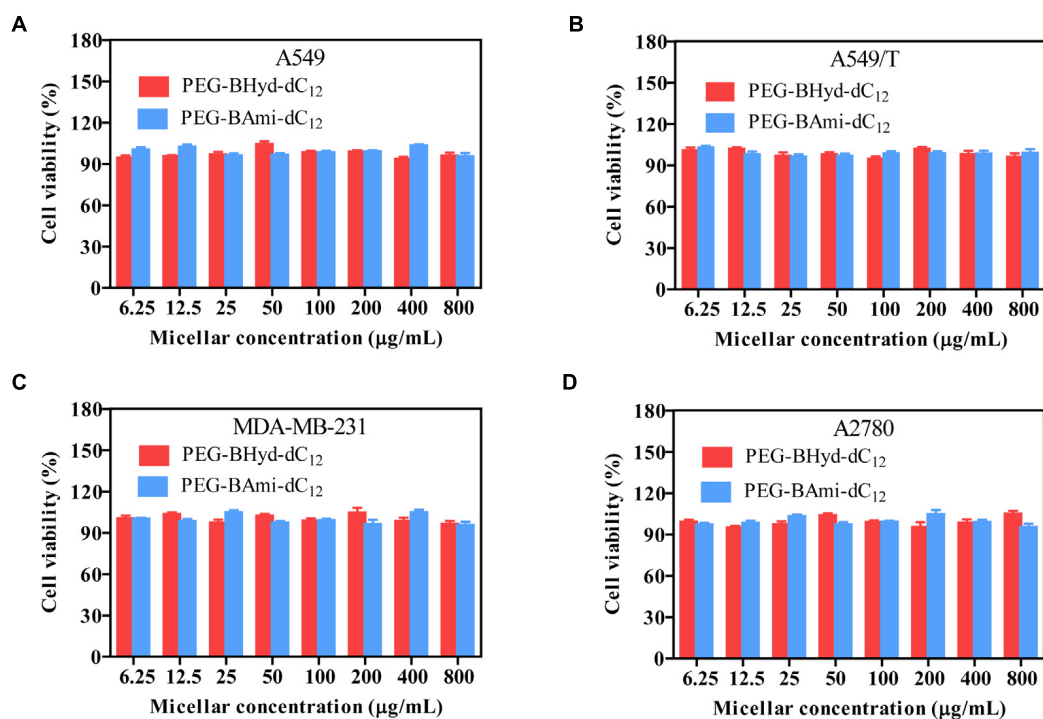 A
A549
PEG-BHyd-dC₁₂
PEG-BAmi-dC₁₂
Cell viability (%)
180
150
120
90
60
30
0
6.25 12.5 25 50 100 200 400 800
Micellar concentration (μg/mL)
B
A549/T
PEG-BHyd-dC₁₂
PEG-BAmi-dC₁₂
Cell viability (%)
180
150
120
90
60
30
0
6.25 12.5 25 50 100 200 400 800
Micellar concentration (μg/mL)
C
MDA-MB-231
PEG-BHyd-dC₁₂
PEG-BAmi-dC₁₂
Cell viability (%)
180
150
120
90
60
30
0
6.25 12.5 25 50 100 200 400 800
Micellar concentration (μg/mL)
D
A2780
PEG-BHyd-dC₁₂
PEG-BAmi-dC₁₂
Cell viability (%)
180
150
120
90
60
30
0
6.25 12.5 25 50 100 200 400 800
Micellar concentration (μg/mL)